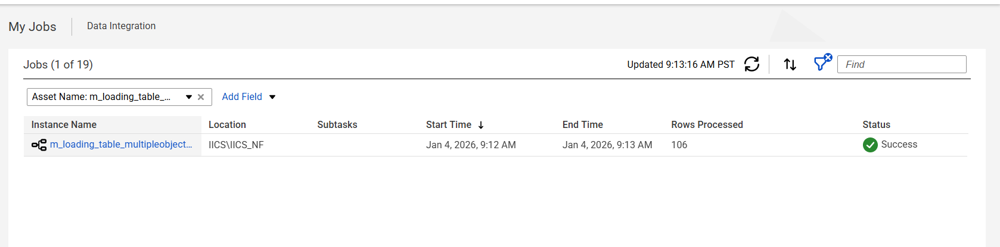 My Jobs Data Integration
Jobs (1 of 19) Updated 9:13:16 AM PST Find
Asset Name: m_loading_table_... Add Field
Instance Name Location Subtasks Start Time End Time Rows Processed Status
m_loading_table_multipleobject... IICS\IICS_NF Jan 4, 2026, 9:12 AM Jan 4, 2026, 9:13 AM 106 Success